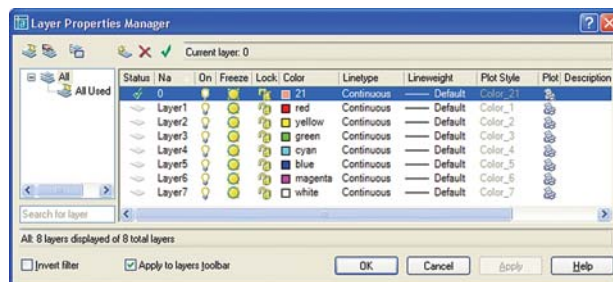 Layer Properties Manager
Current layer: 0
All
All Used
Status Na On Freeze Lock Color Linetype Lineweight Plot Style Plot Description
0 21 Continuous Default Color_21
Layer1 red Continuous Default Color_1
Layer2 yellow Continuous Default Color_2
Layer3 green Continuous Default Color_3
Layer4 cyan Continuous Default Color_4
Layer5 blue Continuous Default Color_5
Layer6 magenta Continuous Default Color_6
Layer7 white Continuous Default Color_7
Search for layer
All: 8 layers displayed of 8 total layers
Invert filter Apply to layers toolbar OK Cancel Apply Help